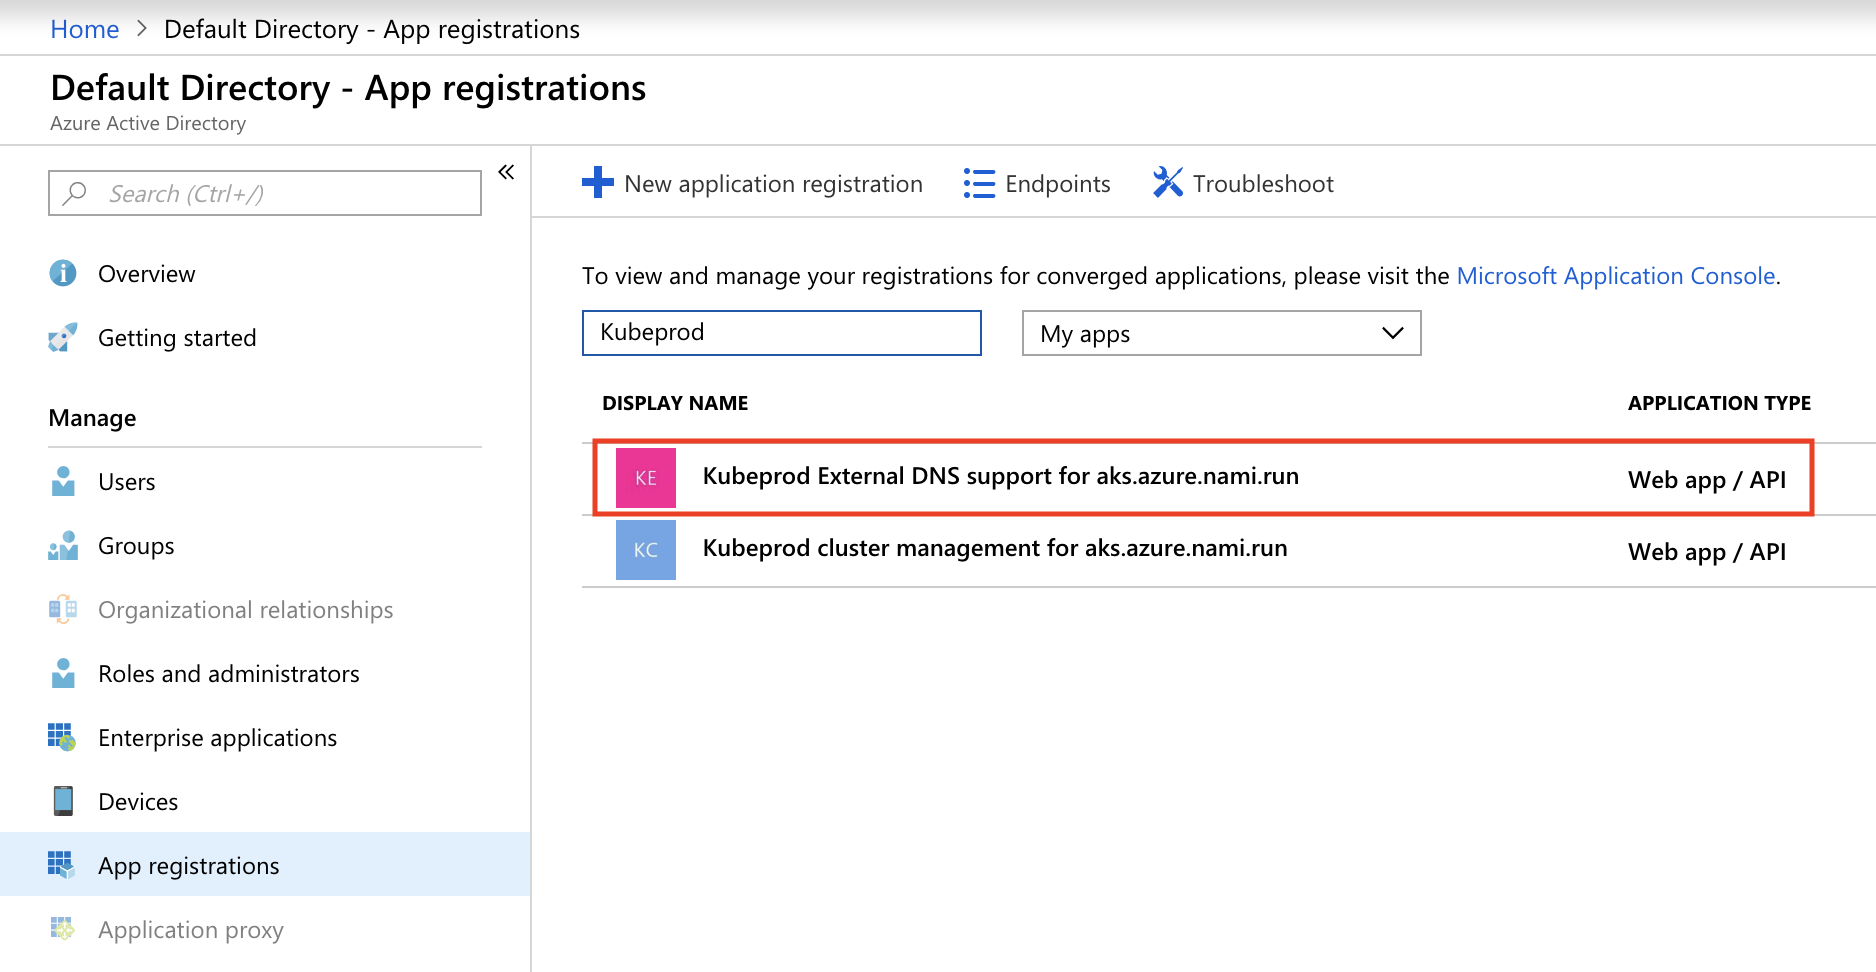 Home > Default Directory - App registrations
Default Directory - App registrations
Azure Active Directory
Search (Ctrl+/)
«
Overview
Getting started
Manage
Users
Groups
Organizational relationships
Roles and administrators
Enterprise applications
Devices
App registrations
Application proxy
New application registration Endpoints Troubleshoot
To view and manage your registrations for converged applications, please visit the Microsoft Application Console.
Kubeprod My apps
DISPLAY NAME APPLICATION TYPE
KE Kubeprod External DNS support for aks.azure.nami.run Web app / API
KC Kubeprod cluster management for aks.azure.nami.run Web app / API